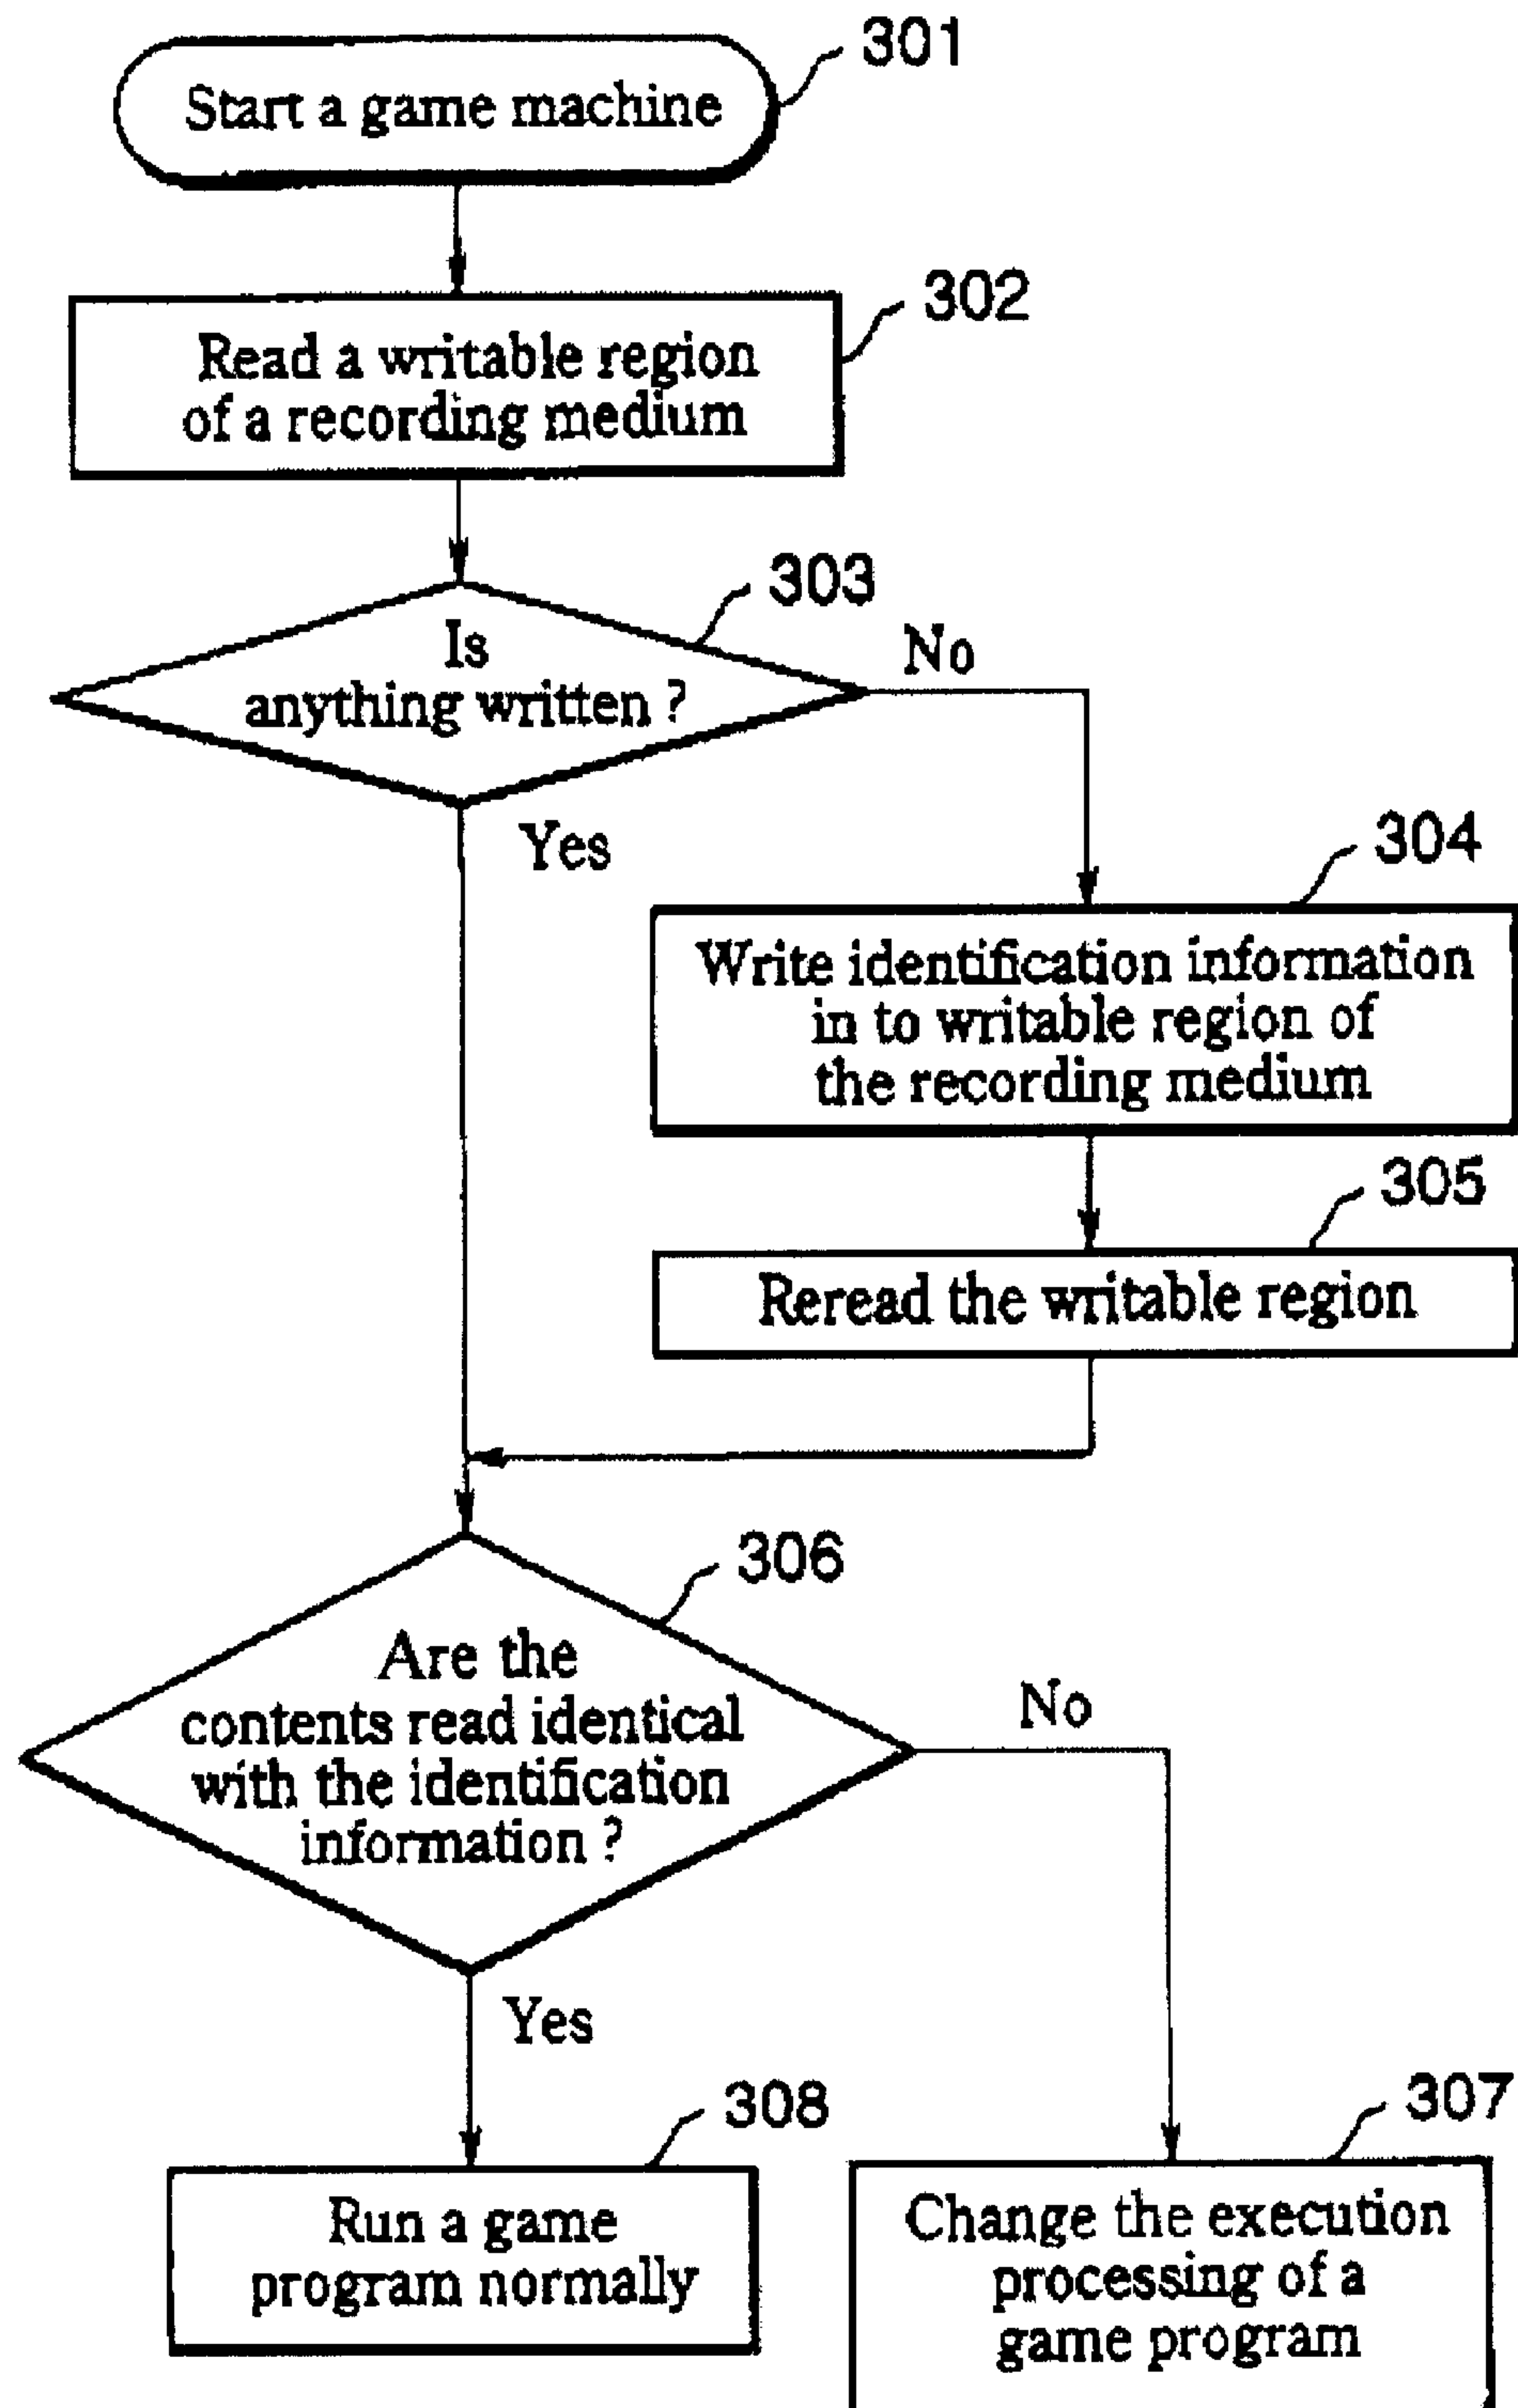 301
Start a game machine
302
Read a writable region
of a recording medium
303
Is
anything written ?
No
Yes
304
Write identification information
in to writable region of
the recording medium
305
Reread the writable region
306
Are the
contents read identical
with the identification
information ?
No
Yes
308
Run a game
program normally
307
Change the execution
processing of a
game program